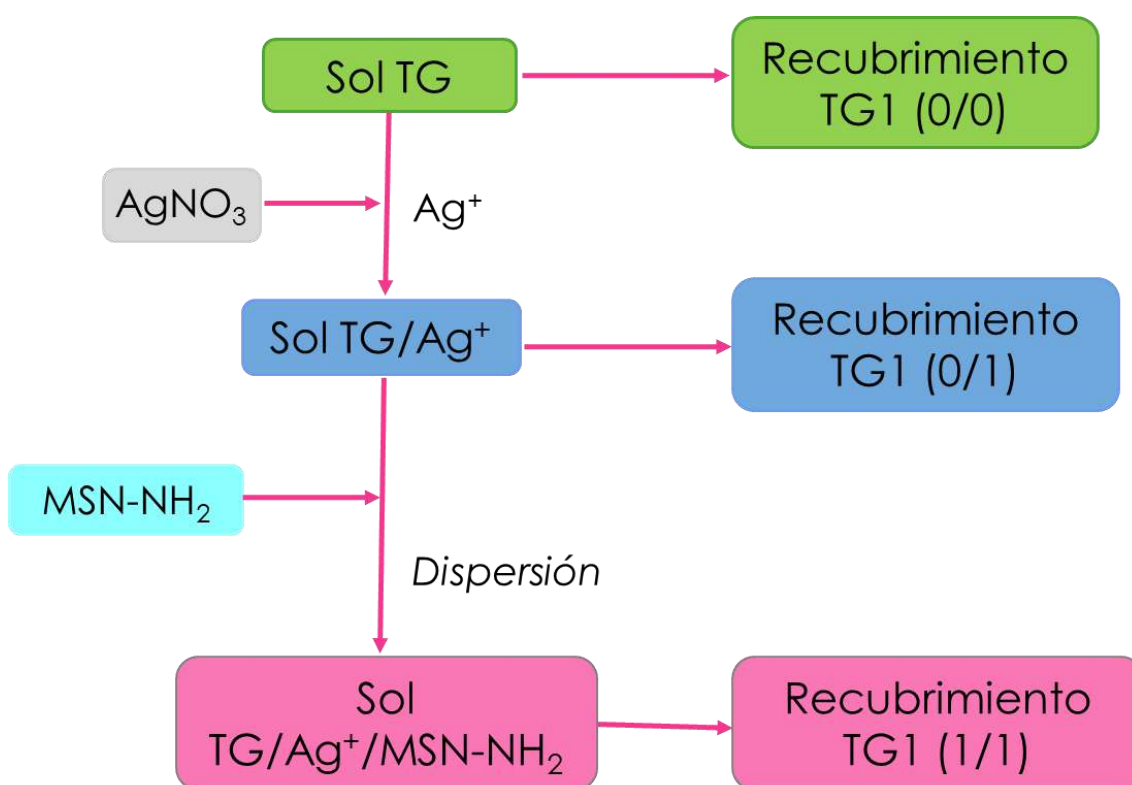 Sol TG
Recubrimiento
TG1 (0/0)
AgNO₃
Ag⁺
Sol TG/Ag⁺
Recubrimiento
TG1 (0/1)
MSN-NH₂
Dispersión
Sol
TG/Ag⁺/MSN-NH₂
Recubrimiento
TG1 (1/1)